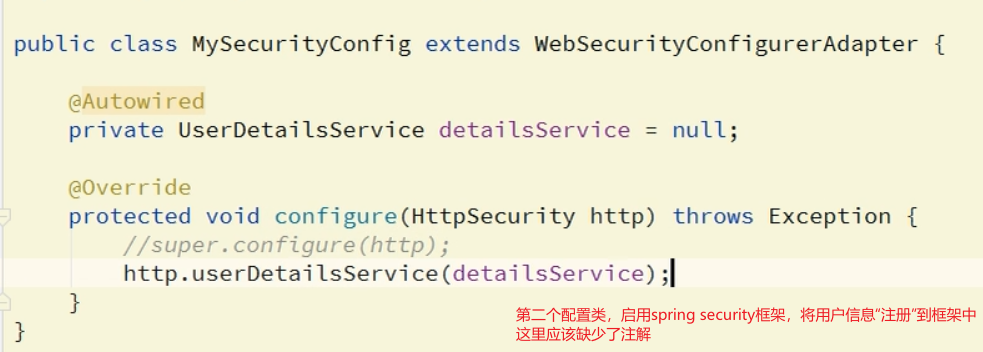 public class MySecurityConfig extends WebSecurityConfigurerAdapter {
@Autowired
private UserDetailsService detailsService = null;
@Override
protected void configure(HttpSecurity http) throws Exception {
//super.configure(http);
http.userDetailsService(detailsService);
}
第二个配置类，启用spring security框架，将用户信息“注册”到框架中
这里应该缺少了注解
}